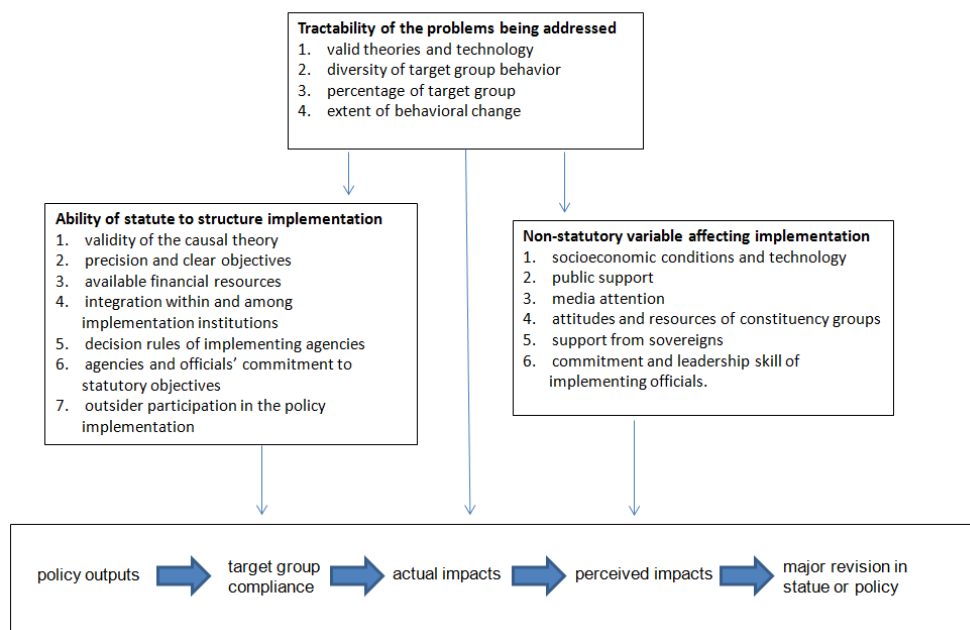 Tractability of the problems being addressed
1. valid theories and technology
2. diversity of target group behavior
3. percentage of target group
4. extent of behavioral change
Ability of statute to structure implementation
1. validity of the causal theory
2. precision and clear objectives
3. available financial resources
4. integration within and among
implementation institutions
5. decision rules of implementing agencies
6. agencies and officials’ commitment to
statutory objectives
7. outsider participation in the policy
implementation
Non-statutory variable affecting implementation
1. socioeconomic conditions and technology
2. public support
3. media attention
4. attitudes and resources of constituency groups
5. support from sovereigns
6. commitment and leadership skill of
implementing officials.
policy outputs
target group
compliance
actual impacts
perceived impacts
major revision in
statue or policy